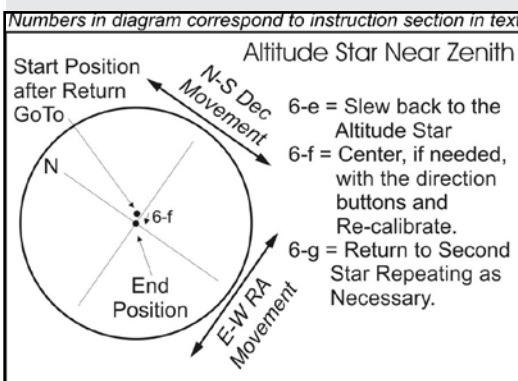 Numbers in diagram correspond to instruction section in text
Altitude Star Near Zenith
Start Position
after Return
GoTo
N-S Dec
Movement
N
6-f
End
Position
E-W RA
Movement
6-e = Slew back to the
Altitude Star
6-f = Center, if needed,
with the direction
buttons and
Re-calibrate.
6-g = Return to Second
Star Repeating as
Necessary.